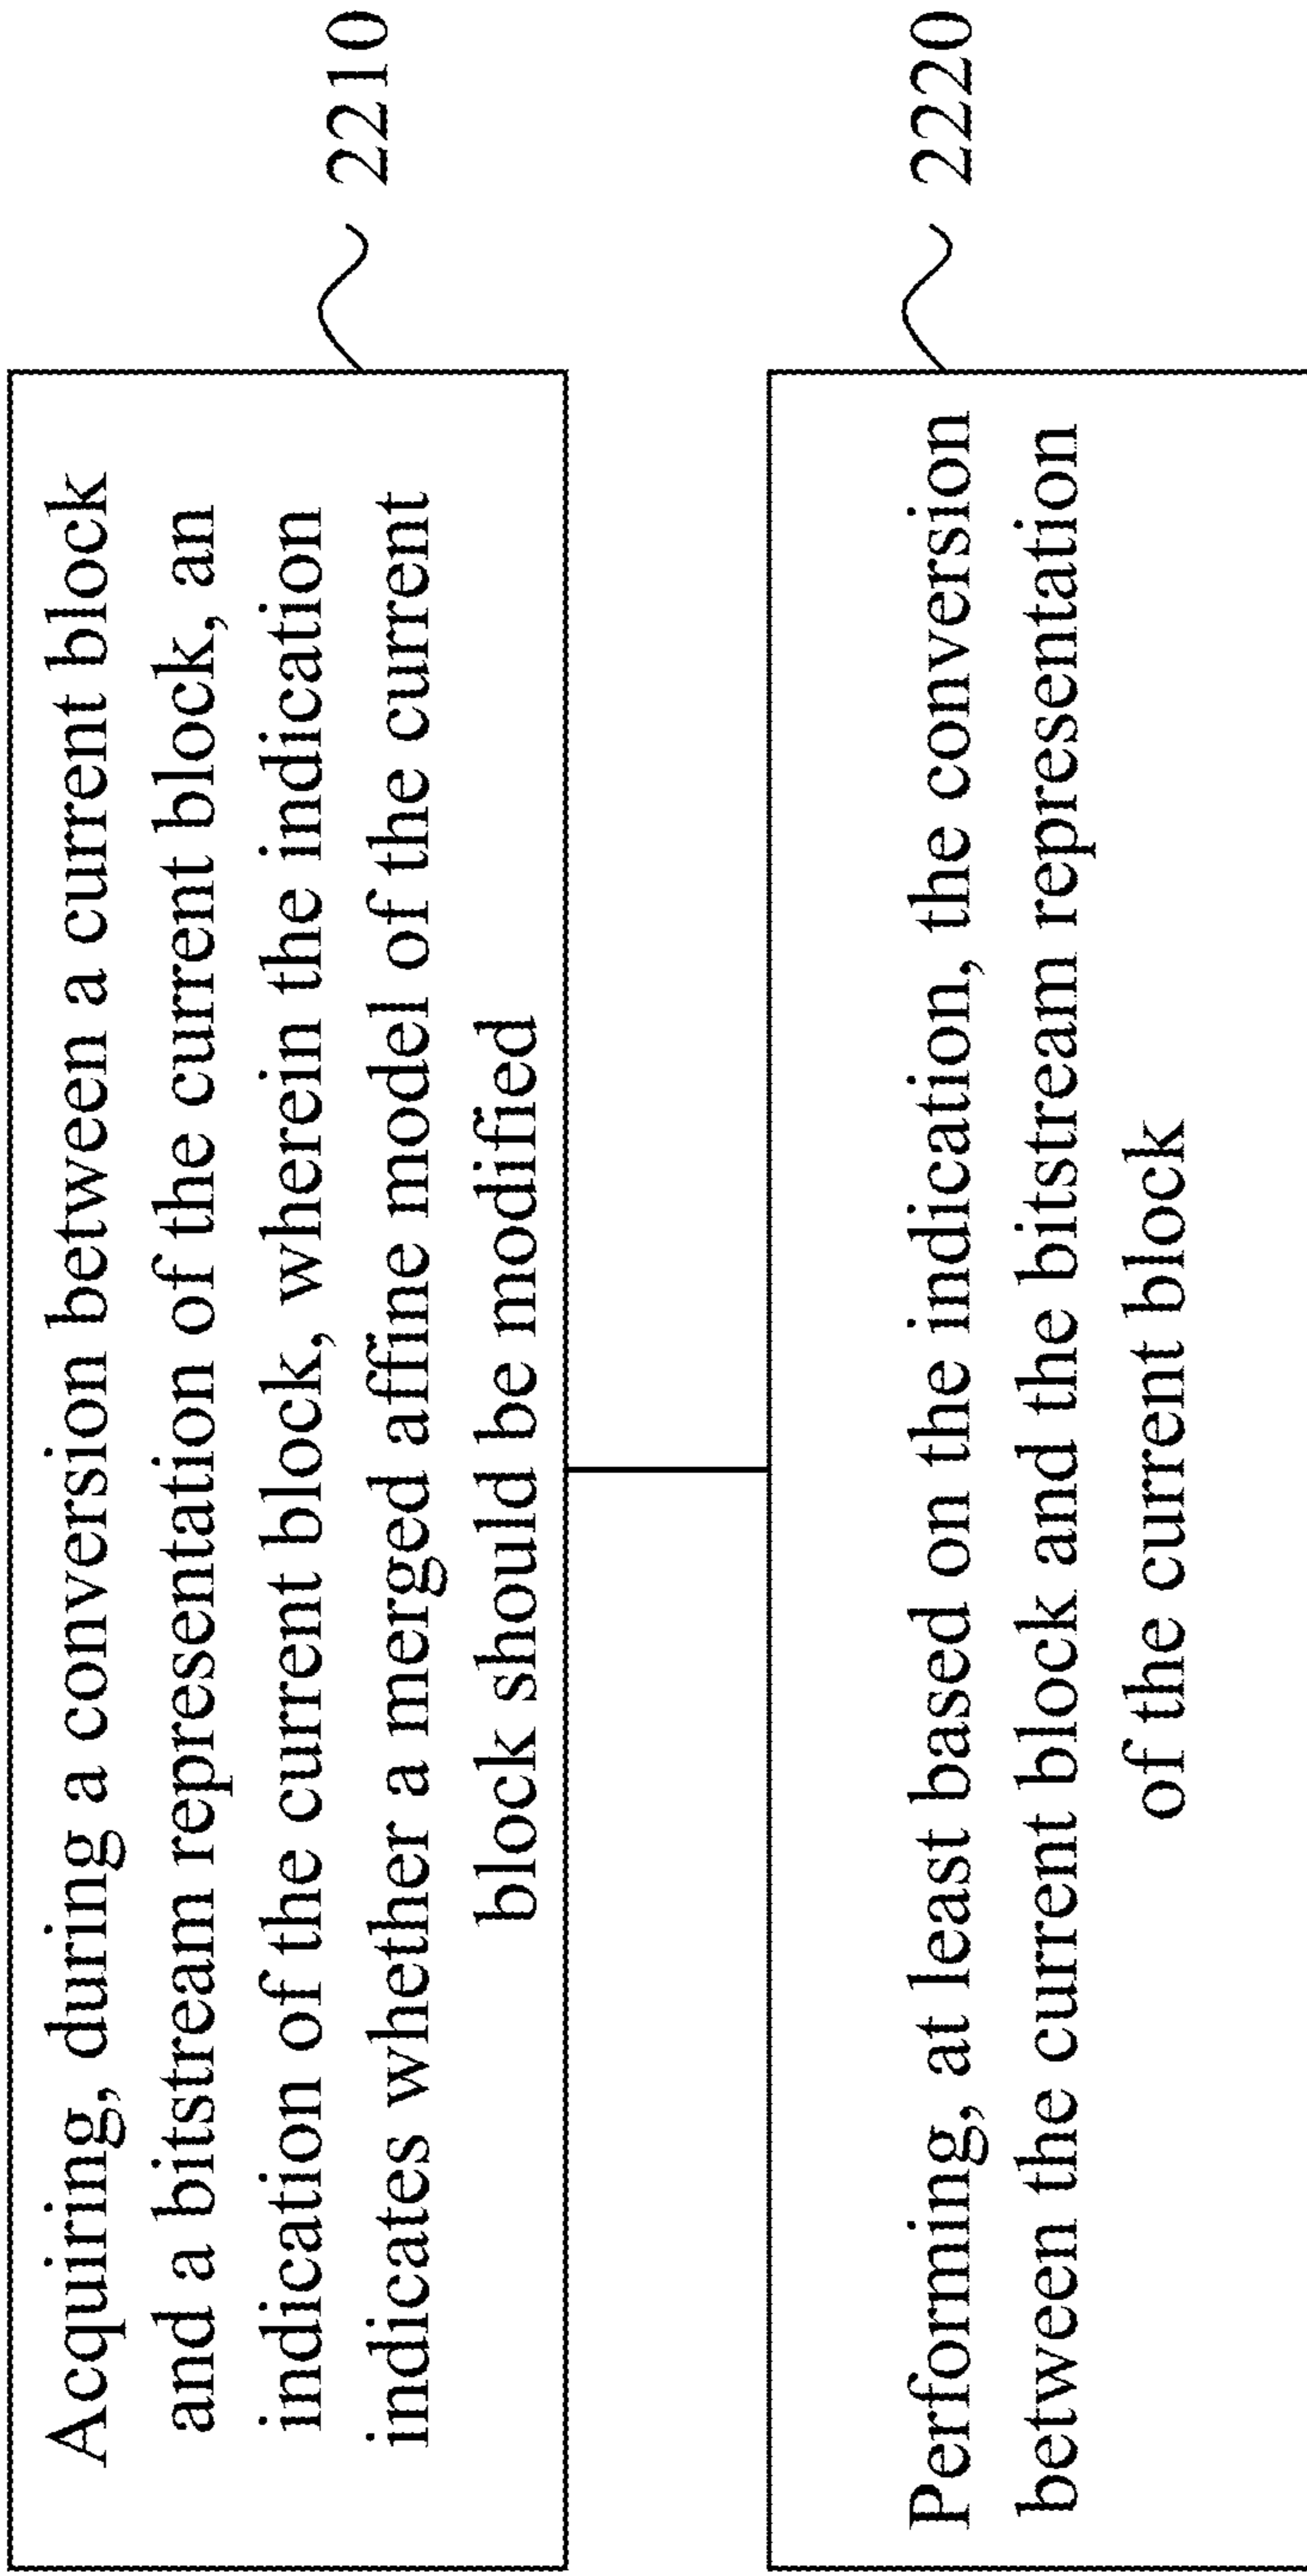 Acquiring, during a conversion between a current block
and a bitstream representation of the current block, an
indication of the current block, wherein the indication
indicates whether a merged affine model of the current
block should be modified
2210
Performing, at least based on the indication, the conversion
between the current block and the bitstream representation
of the current block
2220